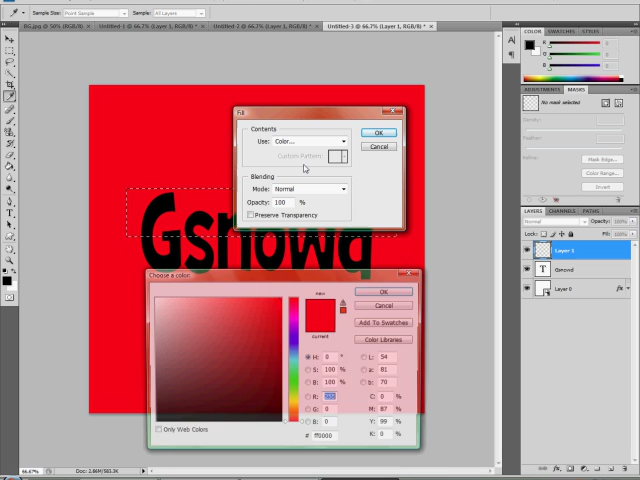 Sample Size: Point Sample Sample: All Layers
BG.jpg @ 50% (RGB/8) × Untitled-1 @ 66.7% (Layer 1, RGB/8) × Untitled-2 @ 66.7% (Layer 1, RGB/8) * × Untitled-3 @ 66.7% (Layer 1, RGB/8) * ×
COLOR SWATCHES STYLES
R 0
G 0
B 0
ADJUSTMENTS MASKS
No mask selected
Density:
Feather:
Refine:
Mask Edge...
Color Range...
Invert
LAYERS CHANNELS PATHS
Normal Opacity: 100%
Lock: Fill: 100%
Layer 1
T Gsnowd
Layer 0 fx
Gsnowq
Fill
Contents
Use: Color...
Custom Pattern:
OK
Cancel
Blending
Mode: Normal
Opacity: 100 %
Preserve Transparency
Choose a color:
new
current
OK
Cancel
Add To Swatches
Color Libraries
H: 0 °
S: 100 %
B: 100 %
R: 255
G: 0
B: 0
# ff0000
L: 54
a: 81
b: 70
C: 0 %
M: 87 %
Y: 99 %
K: 0 %
Only Web Colors
66.67% Doc: 2.86M/583.3K